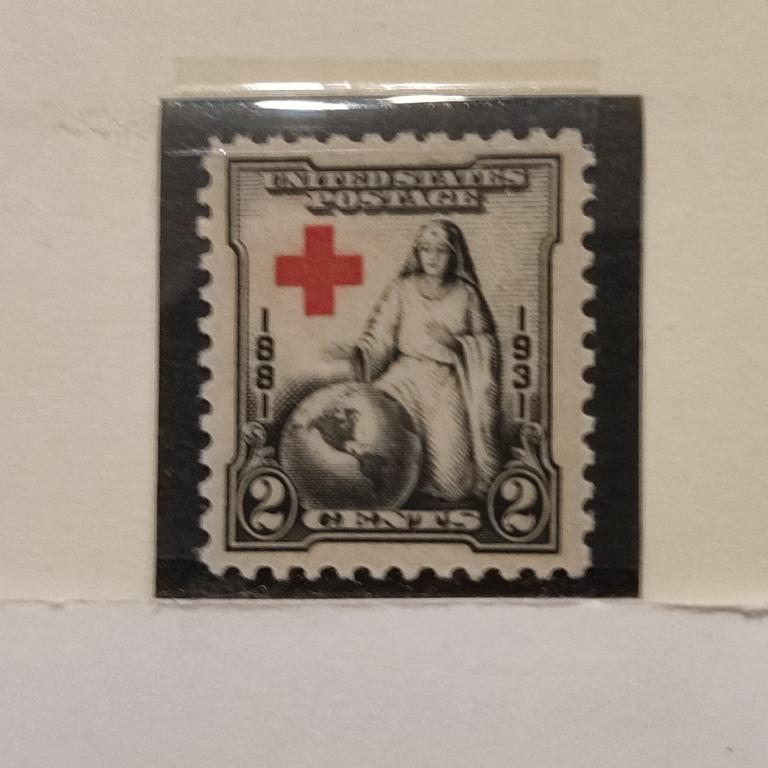 UNITED STATES
POSTAGE
1881
1931
2 CENTS 2